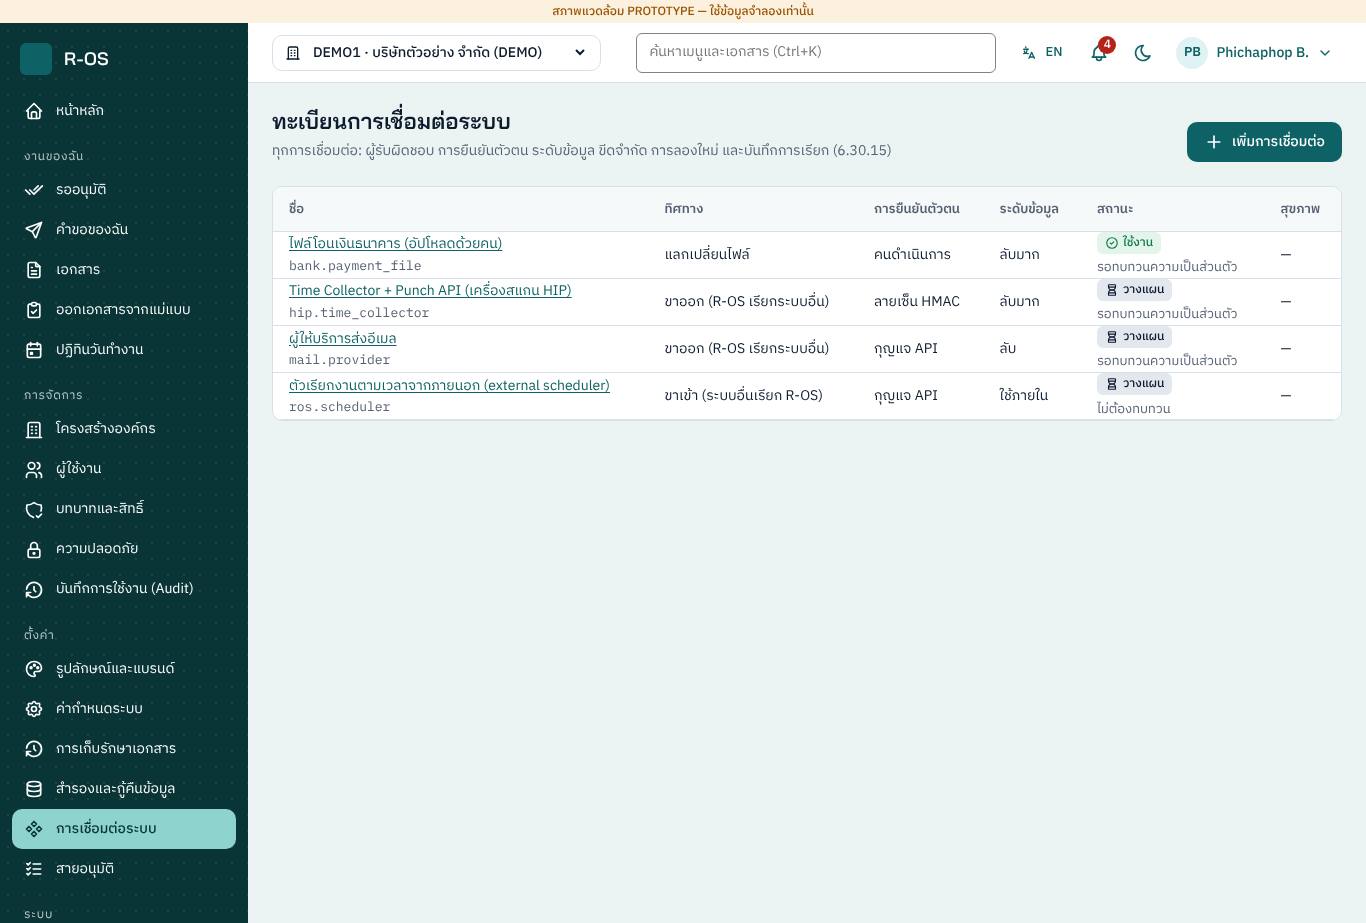 สภาพแวดล้อม PROTOTYPE — ใช้ข้อมูลจำลองเท่านั้น
R-OS
DEMO1 · บริษัทตัวอย่าง จำกัด (DEMO)
ค้นหาเมนูและเอกสาร (Ctrl+K)
EN
4
PB
Phichaphop B.
หน้าหลัก
งานของฉัน
รออนุมัติ
คำขอของฉัน
เอกสาร
ออกเอกสารจากแม่แบบ
ปฏิทินวันทำงาน
การจัดการ
โครงสร้างองค์กร
ผู้ใช้งาน
บทบาทและสิทธิ์
ความปลอดภัย
บันทึกการใช้งาน (Audit)
ตั้งค่า
รูปลักษณ์และแบรนด์
ค่ากำหนดระบบ
การเก็บรักษาเอกสาร
สำรองและกู้คืนข้อมูล
การเชื่อมต่อระบบ
สายอนุมัติ
ระบบ
ทะเบียนการเชื่อมต่อระบบ
ทุกการเชื่อมต่อ: ผู้รับผิดชอบ การยืนยันตัวตน ระดับข้อมูล ขีดจำกัด การลองใหม่ และบันทึกการเรียก (6.30.15)
เพิ่มการเชื่อมต่อ
ชื่อ ทิศทาง การยืนยันตัวตน ระดับข้อมูล สถานะ สุขภาพ
ไฟล์โอนเงินธนาคาร (อัปโหลดด้วยคน)
bank.payment_file
แลกเปลี่ยนไฟล์ คนดำเนินการ ลับมาก
ใช้งาน
รอทบทวนความเป็นส่วนตัว
—
Time Collector + Punch API (เครื่องสแกน HIP)
hip.time_collector
ขาออก (R-OS เรียกระบบอื่น) ลายเซ็น HMAC ลับมาก
วางแผน
รอทบทวนความเป็นส่วนตัว
—
ผู้ให้บริการส่งอีเมล
mail.provider
ขาออก (R-OS เรียกระบบอื่น) กุญแจ API ลับ
วางแผน
รอทบทวนความเป็นส่วนตัว
—
ตัวเรียกงานตามเวลาจากภายนอก (external scheduler)
ros.scheduler
ขาเข้า (ระบบอื่นเรียก R-OS) กุญแจ API ใช้ภายใน
วางแผน
ไม่ต้องทบทวน
—